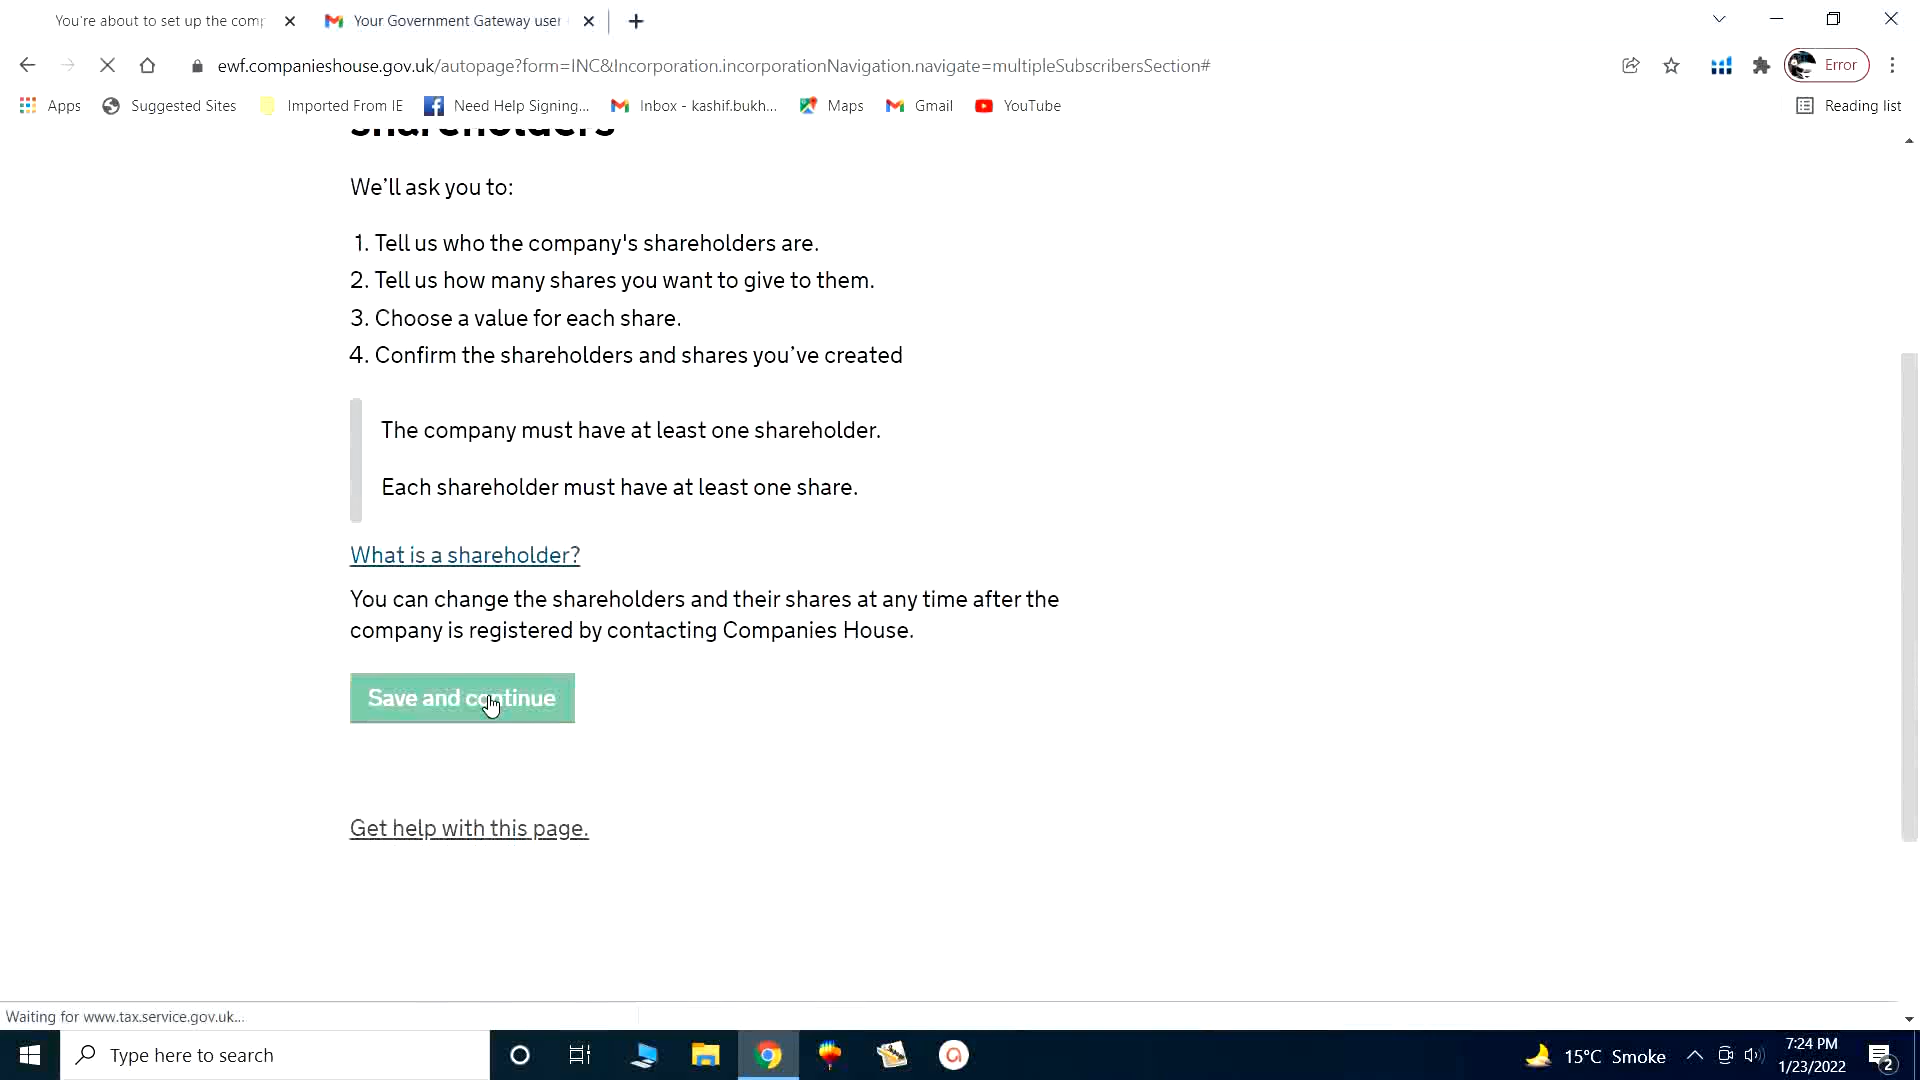 You're about to set up the comp
Your Government Gateway user
ewf.companieshouse.gov.uk/autopage?form=INC&Incorporation.incorporationNavigation.navigate=multipleSubscribersSection#
Error
Apps
Suggested Sites
Imported From IE
Need Help Signing...
Inbox - kashif.bukh...
Maps
Gmail
YouTube
Reading list
shareholders
We'll ask you to:
1. Tell us who the company's shareholders are.
2. Tell us how many shares you want to give to them.
3. Choose a value for each share.
4. Confirm the shareholders and shares you've created
The company must have at least one shareholder.
Each shareholder must have at least one share.
What is a shareholder?
You can change the shareholders and their shares at any time after the
company is registered by contacting Companies House.
Save and continue
Get help with this page.
Waiting for www.tax.service.gov.uk...
Type here to search
15°C Smoke
7:24 PM
1/23/2022
2